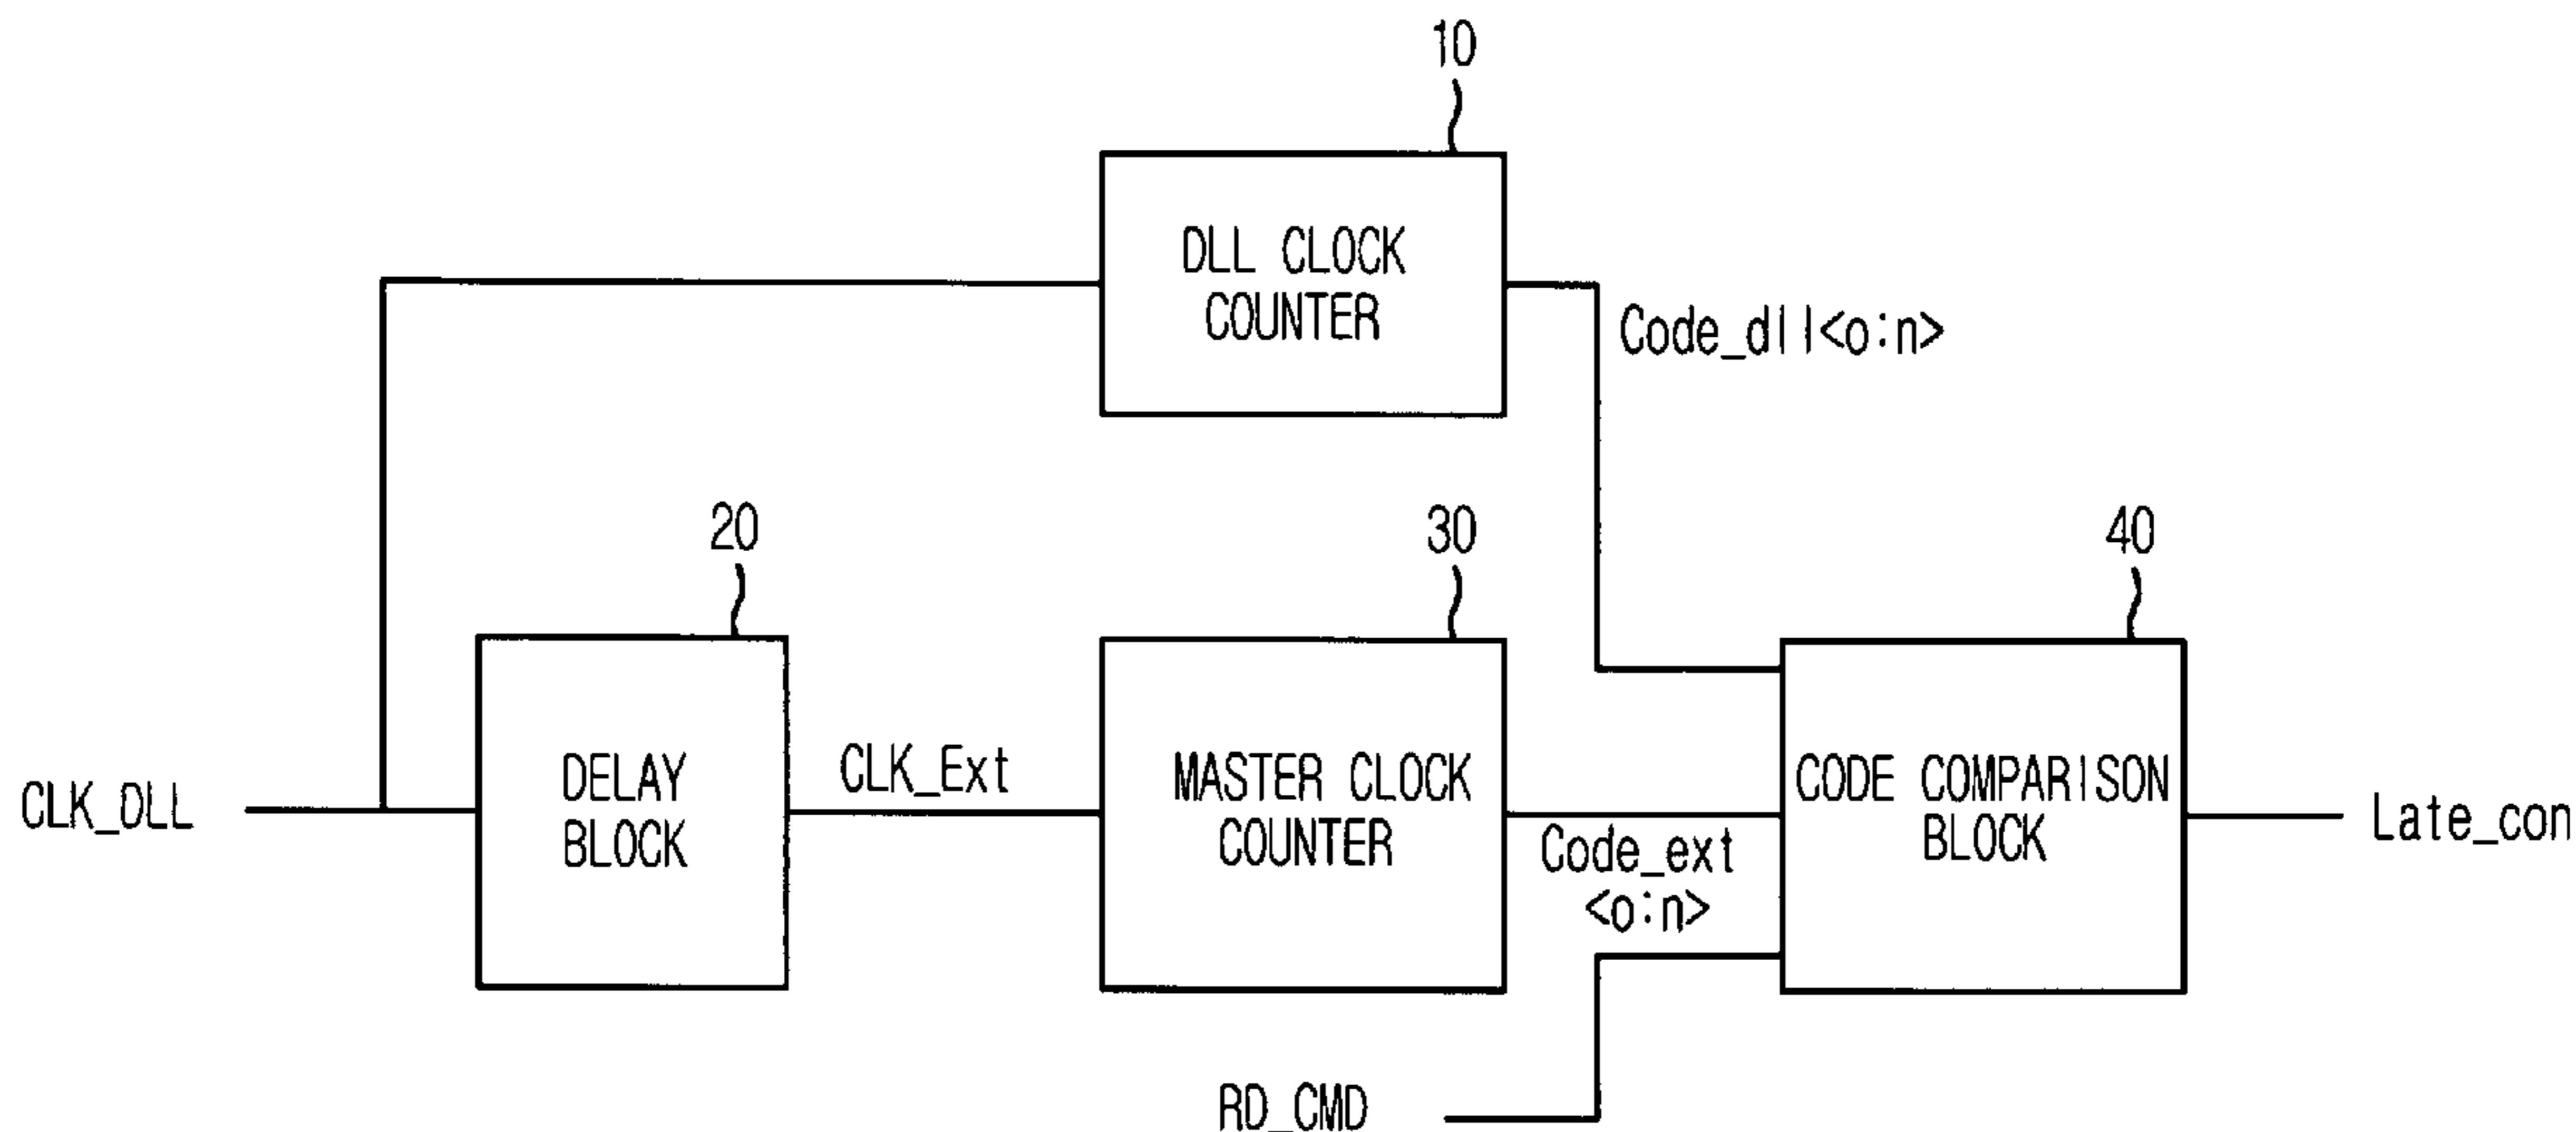 10
DLL CLOCK
COUNTER
Code_dll<o:n>
20
30
40
CLK_DLL
DELAY
BLOCK
CLK_Ext
MASTER CLOCK
COUNTER
Code_ext
<o:n>
CODE COMPARISON
BLOCK
Late_con
RD_CMD